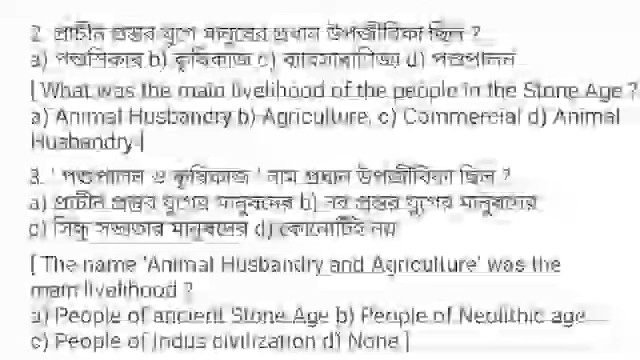 2. প্রাচীন প্রস্তর যুগে মানুষের প্রধান উপজীবিকা ছিল ?
a) পশুশিকার b) কৃষিকাজ c) ব্যাবসাবাণিজ্য d) পশুপালন
[ What was the main livelihood of the people in the Stone Age ?
a) Animal Husbandry b) Agriculture, c) Commercial d) Animal
Husbandry ]
3. ' পশুপালন ও কৃষিকাজ ' নাম প্রধান উপজীবিকা ছিল ?
a) প্রাচীন প্রস্তর যুগের মানুষদের b) নব প্রস্তর যুগের মানুষদের
c) সিন্ধু সভ্যতার মানুষদের d) কোনোটিই নয়
[ The name 'Animal Husbandry and Agriculture' was the
main livelihood ?
a) People of ancient Stone Age b) People of Neolithic age
c) People of Indus civilization d) None ]